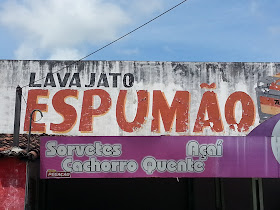 LAVA JATO
ESPUMÃO
Sorvetes Açaí
Cachorro Quente